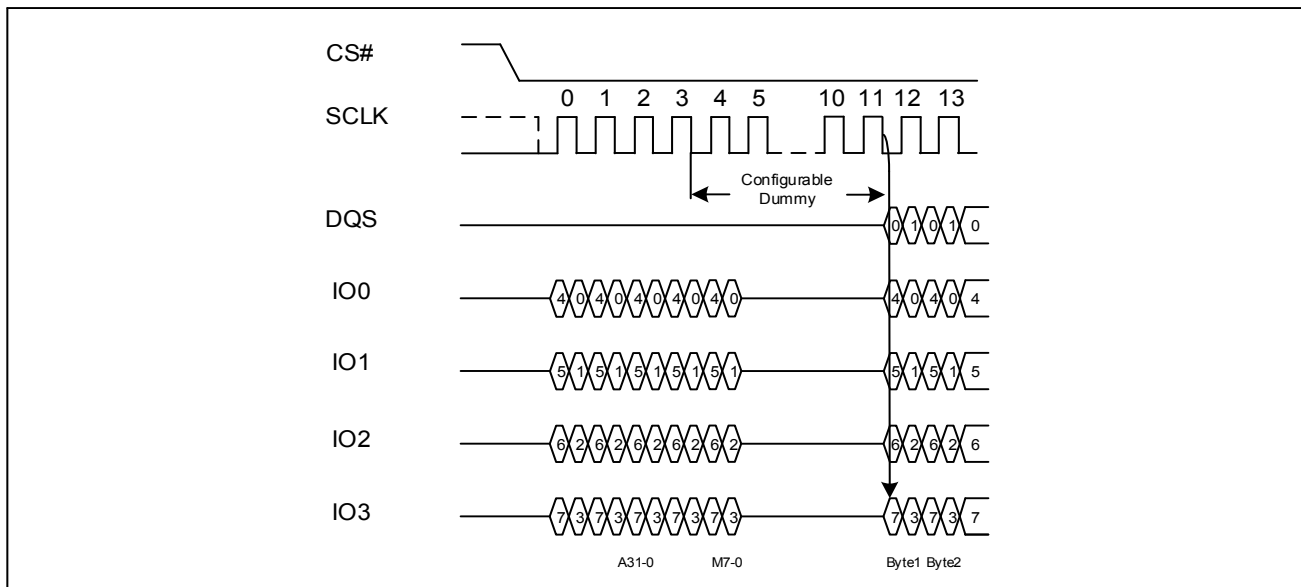 CS#
0 1 2 3 4 5 10 11 12 13
SCLK
Configurable
Dummy
DQS
0 1 0 1 0
IO0
4 0 4 0 4 0 4 0 4 0 4 0 4 0 4
IO1
5 1 5 1 5 1 5 1 5 1 5 1 5 1 5
IO2
6 2 6 2 6 2 6 2 6 2 6 2 6 2 6
IO3
7 3 7 3 7 3 7 3 7 3 7 3 7 3 7
A31-0 M7-0 Byte1 Byte2